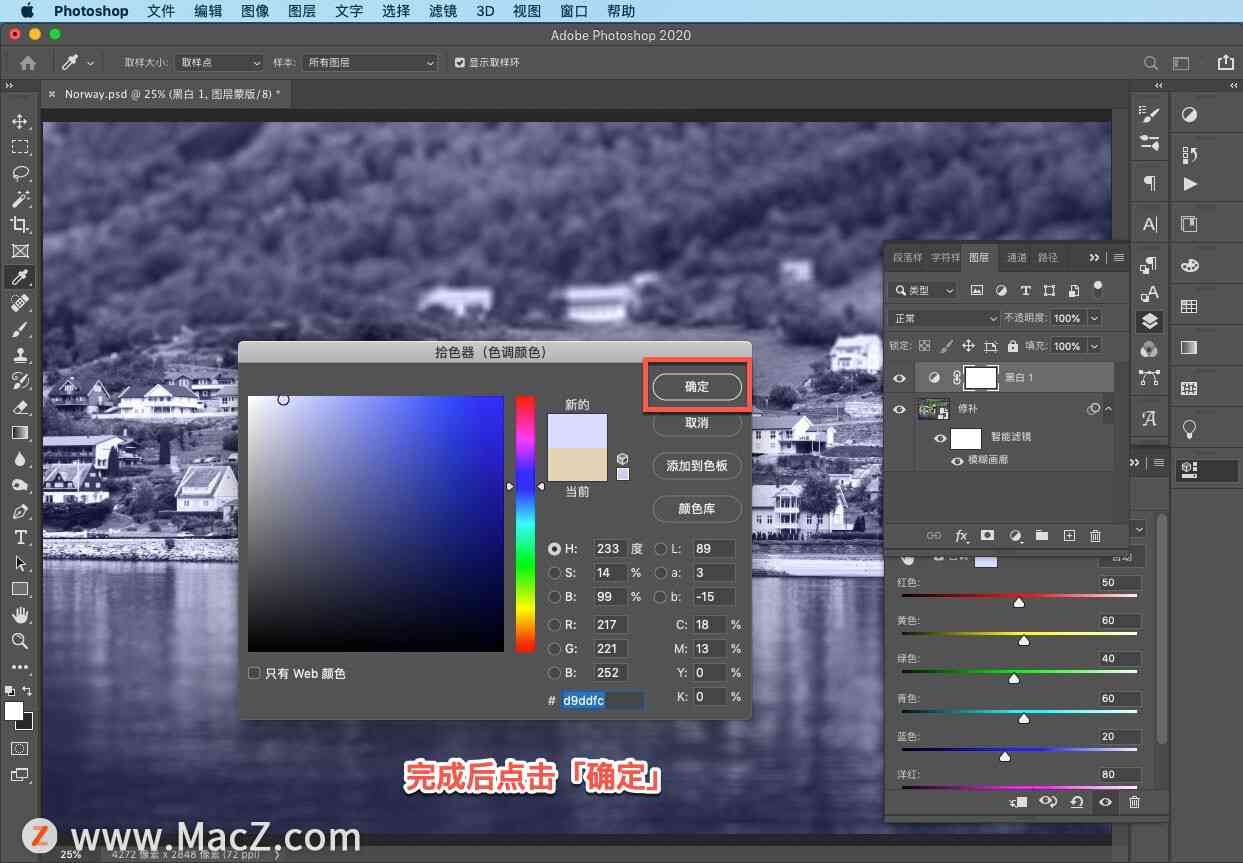 Photoshop 文件 编辑 图像 图层 文字 选择 滤镜 3D 视图 窗口 帮助
Adobe Photoshop 2020
取样大小: 取样点 样本: 所有图层 显示取样环
Norway.psd @ 25% (黑白 1, 图层蒙版/8) *
段落样 字符样 图层 通道 路径
类型
正常 不透明度: 100%
锁定: 填充: 100%
黑白 1
修补
智能滤镜
模糊画廊
fx
拾色器（色调颜色）
新的
当前
确定
取消
添加到色板
颜色库
H: 233 度 L: 89
S: 14 % a: 3
B: 99 % b: -15
R: 217 C: 18 %
G: 221 M: 13 %
B: 252 Y: 0 %
# d9ddfc K: 0 %
只有 Web 颜色
红色: 50
黄色: 60
绿色: 40
青色: 60
蓝色: 20
洋红: 80
完成后点击「确定」
Z www.MacZ.com
25% 4272 像素 x 2848 像素 (72 ppi)